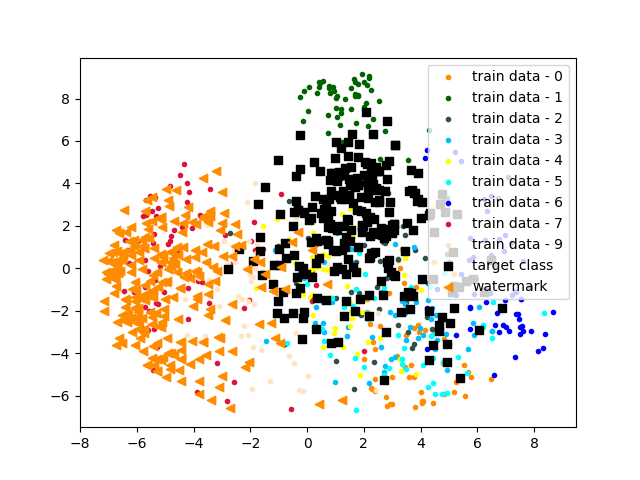 8
6
4
2
0
−2
−4
−6
−8
−6
−4
−2
0
2
4
6
8
train data - 0
train data - 1
train data - 2
train data - 3
train data - 4
train data - 5
train data - 6
train data - 7
train data - 9
target class
watermark